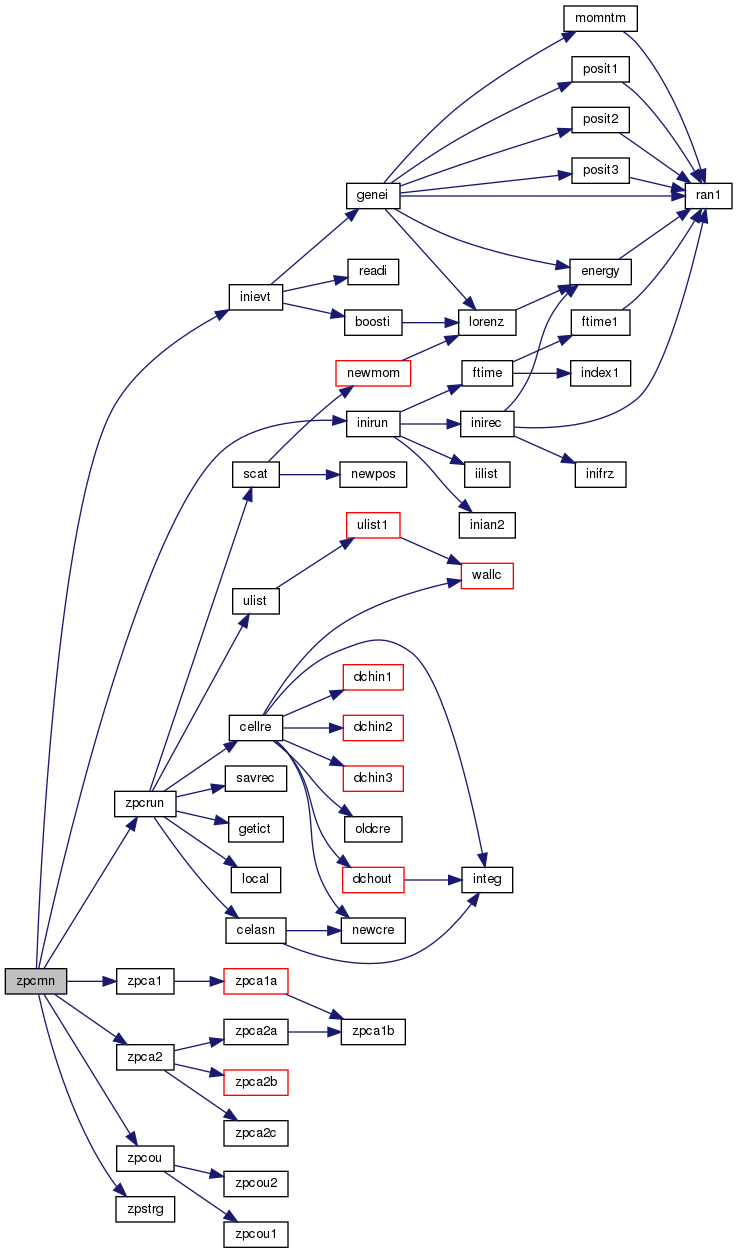 momntm
posit1
posit2
posit3
genei
ran1
readi
energy
inievt
boosti
lorenz
ftime1
newmom
ftime
index1
inirun
inirec
scat
newpos
iilist
inifrz
ulist1
inian2
wallc
ulist
dchin1
cellre
dchin2
savrec
dchin3
zpcrun
getict
oldcre
local
dchout
integ
celasn
newcre
zpcmn
zpca1
zpca1a
zpca2a
zpca1b
zpca2
zpca2b
zpca2c
zpcou
zpcou2
zpstrg
zpcou1